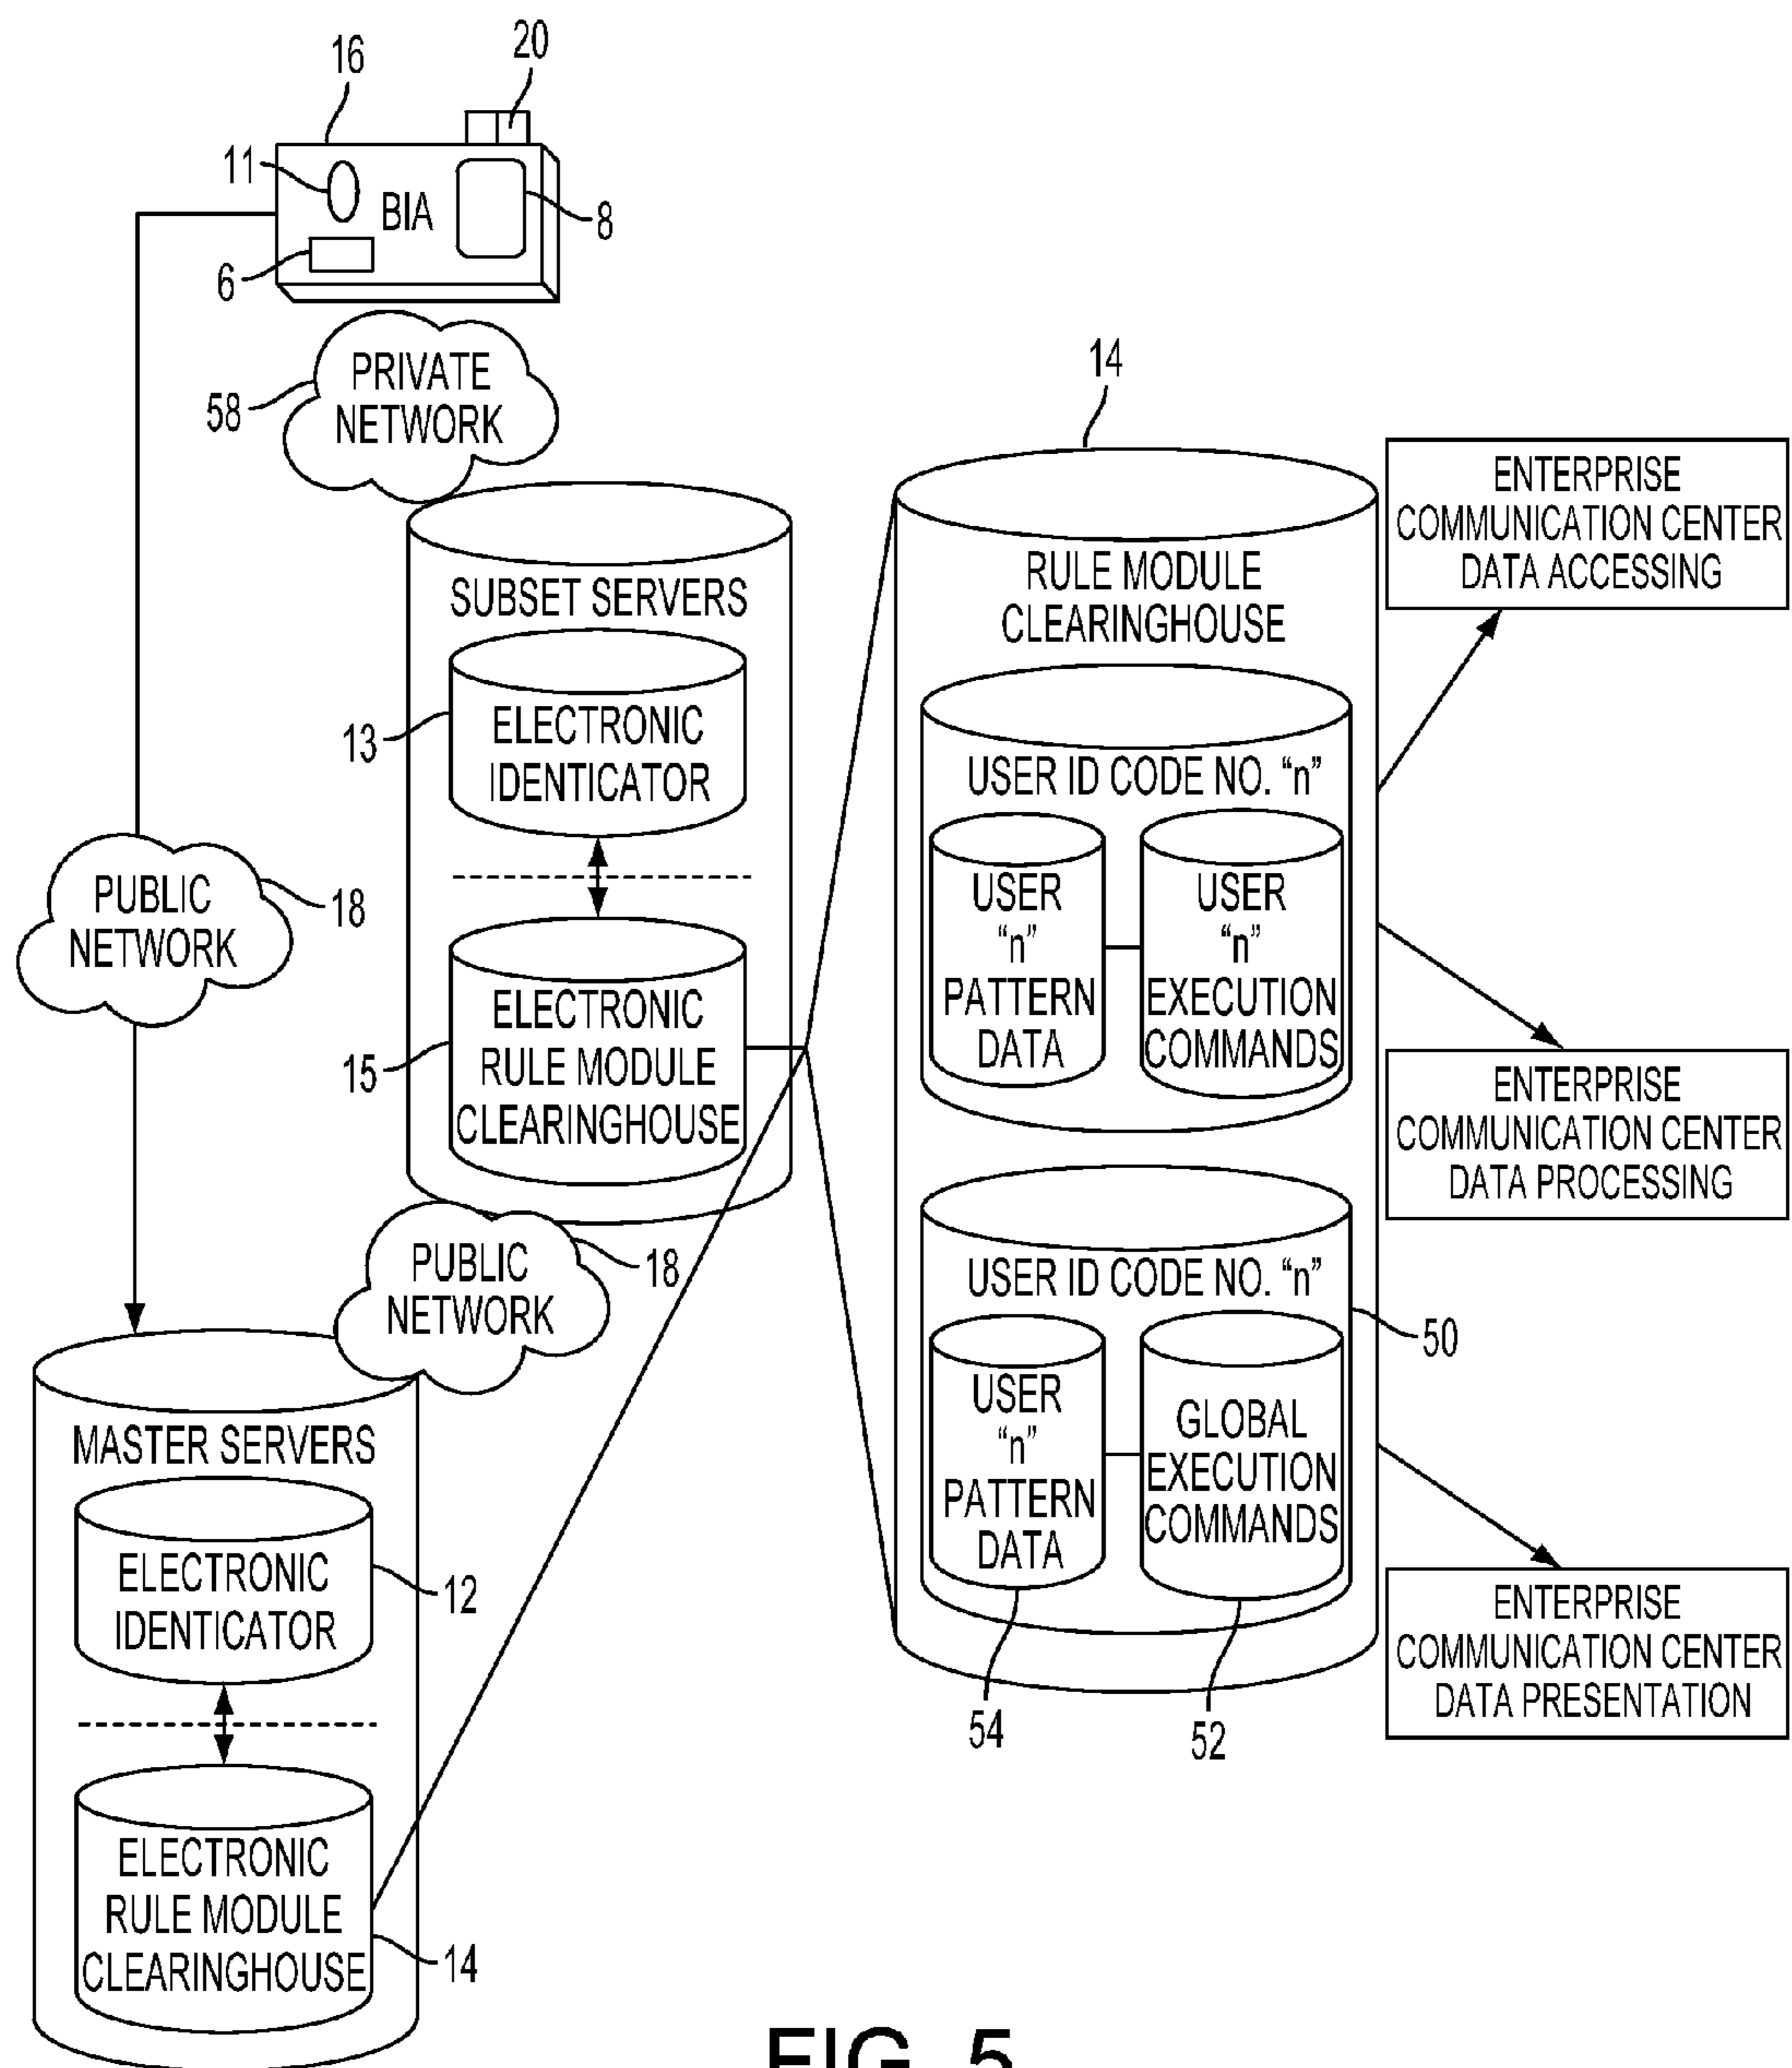 20
16
11
BIA
8
6
PRIVATE
NETWORK
58
SUBSET SERVERS
ELECTRONIC
IDENTICATOR
13
ELECTRONIC
RULE MODULE
CLEARINGHOUSE
15
PUBLIC
NETWORK
18
PUBLIC
NETWORK
18
MASTER SERVERS
ELECTRONIC
IDENTICATOR
12
ELECTRONIC
RULE MODULE
CLEARINGHOUSE
14
14
RULE MODULE
CLEARINGHOUSE
USER ID CODE NO. “n”
USER
“n”
PATTERN
DATA
USER
“n”
EXECUTION
COMMANDS
USER ID CODE NO. “n”
50
USER
“n”
PATTERN
DATA
GLOBAL
EXECUTION
COMMANDS
54
52
ENTERPRISE
COMMUNICATION CENTER
DATA ACCESSING
ENTERPRISE
COMMUNICATION CENTER
DATA PROCESSING
ENTERPRISE
COMMUNICATION CENTER
DATA PRESENTATION
FIG. 5